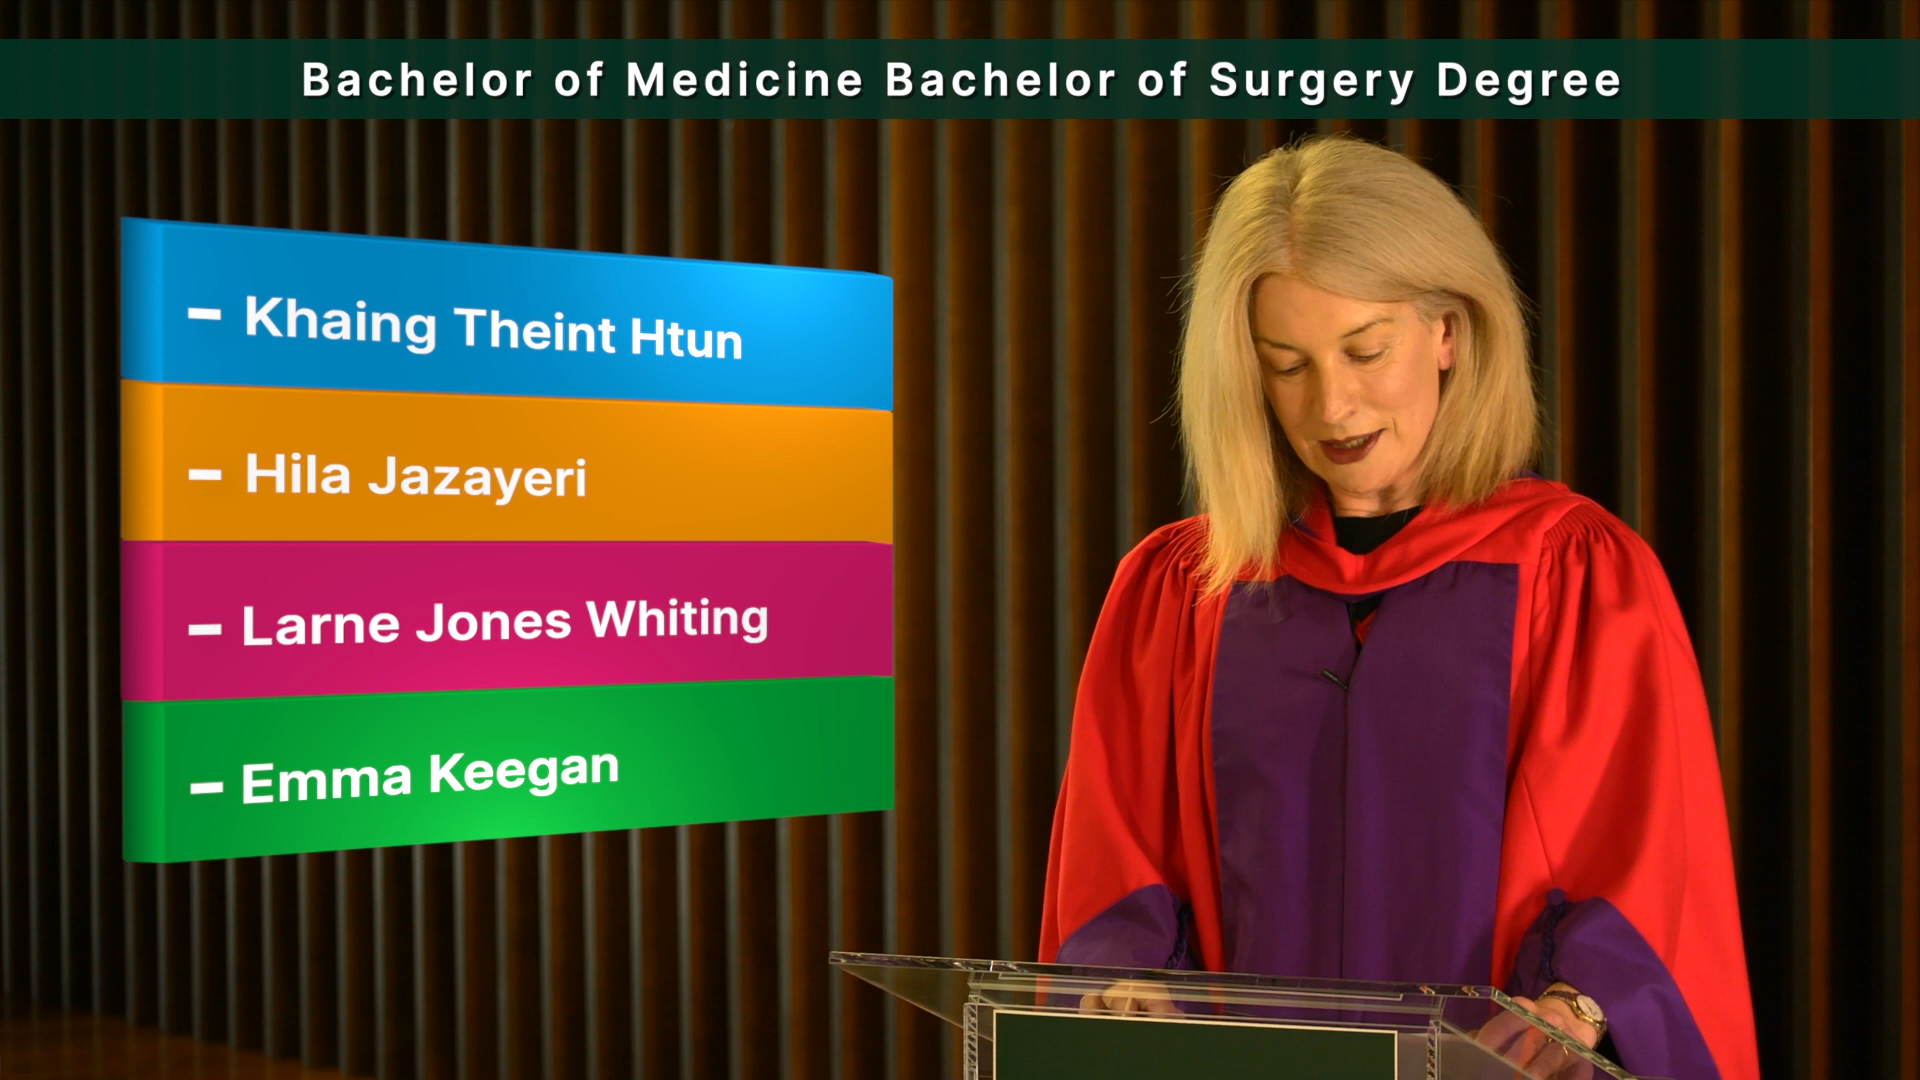 Bachelor of Medicine Bachelor of Surgery Degree
– Khaing Theint Htun
– Hila Jazayeri
– Larne Jones Whiting
– Emma Keegan